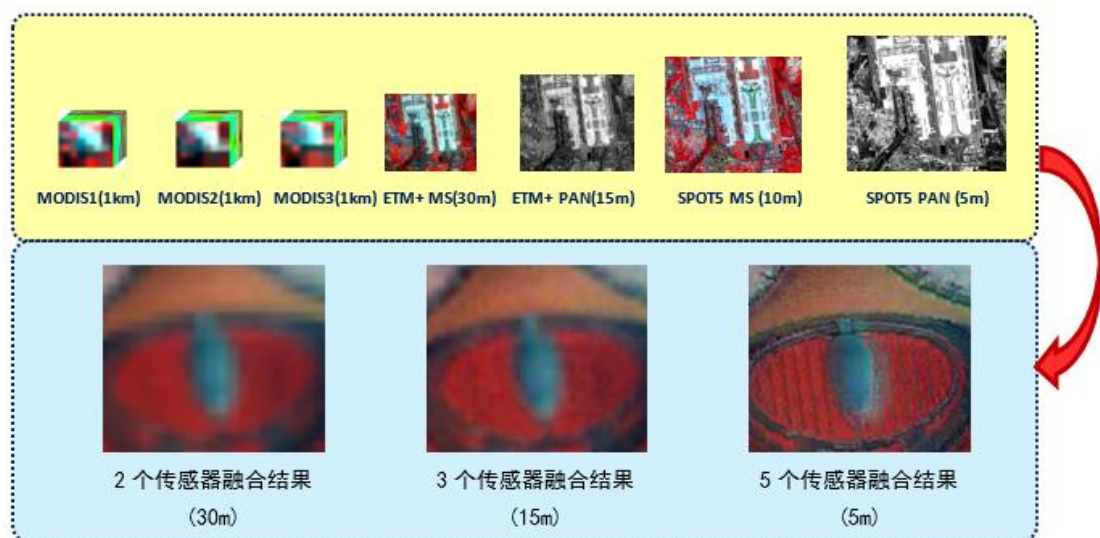 MODIS1(1km) MODIS2(1km) MODIS3(1km) ETM+ MS(30m) ETM+ PAN(15m) SPOT5 MS (10m) SPOT5 PAN (5m)
2 个传感器融合结果 3 个传感器融合结果 5 个传感器融合结果
(30m) (15m) (5m)